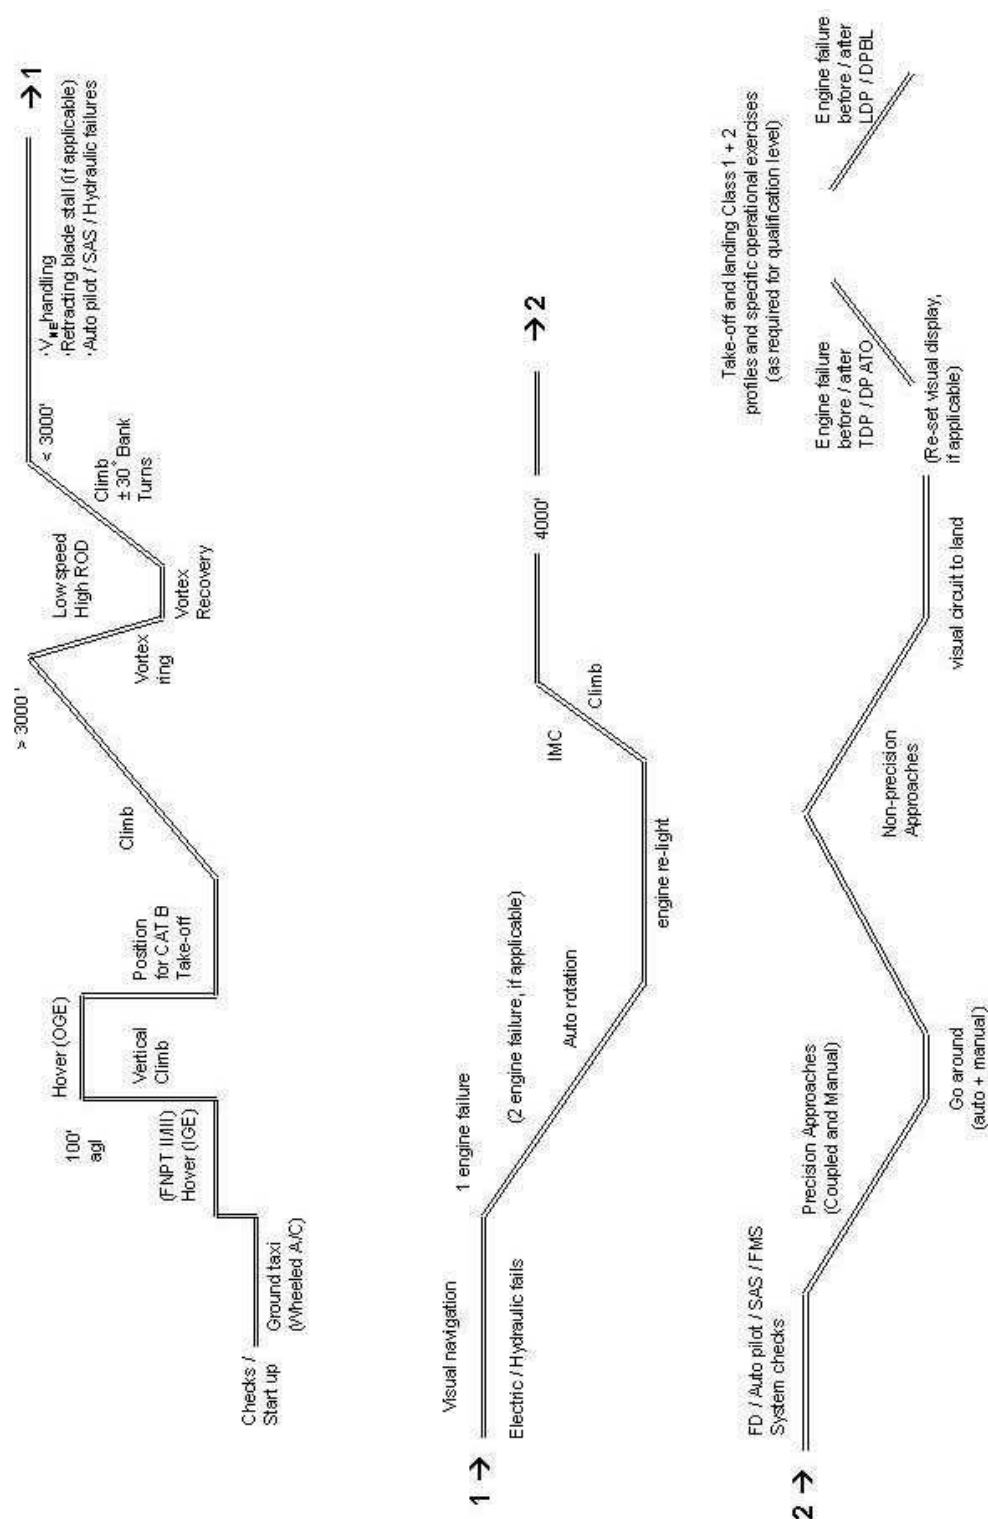 Checks /
Start up
Ground taxi
(Wheeled A/C)
(FNPT II/III)
Hover (IGE)
100'
agl
Hover (OGE)
Vertical
Climb
Position
for CAT B
Take-off
Climb
> 3000'
Vortex
ring
Low speed
High ROD
Vortex
Recovery
Climb
±30° Bank
Turns
< 3000'
·VNE handling
·Retracting blade stall (if applicable)
·Auto pilot / SAS / Hydraulic failures
→ 1
1 →
Visual navigation
Electric / Hydraulic fails
1 engine failure
(2 engine failure, if applicable)
Auto rotation
engine re-light
IMC
Climb
4000'
→ 2
2 →
FD / Auto pilot / SAS / FMS
System checks
Precision Approaches
(Coupled and Manual)
Go around
(auto + manual)
Non-precision
Approaches
visual circuit to land
(Re-set visual display,
if applicable)
Take-off and landing Class 1 + 2
profiles and specific operational exercises
(as required for qualification level)
Engine failure
before / after
TDP / DPATO
Engine failure
before / after
LDP / DPBL